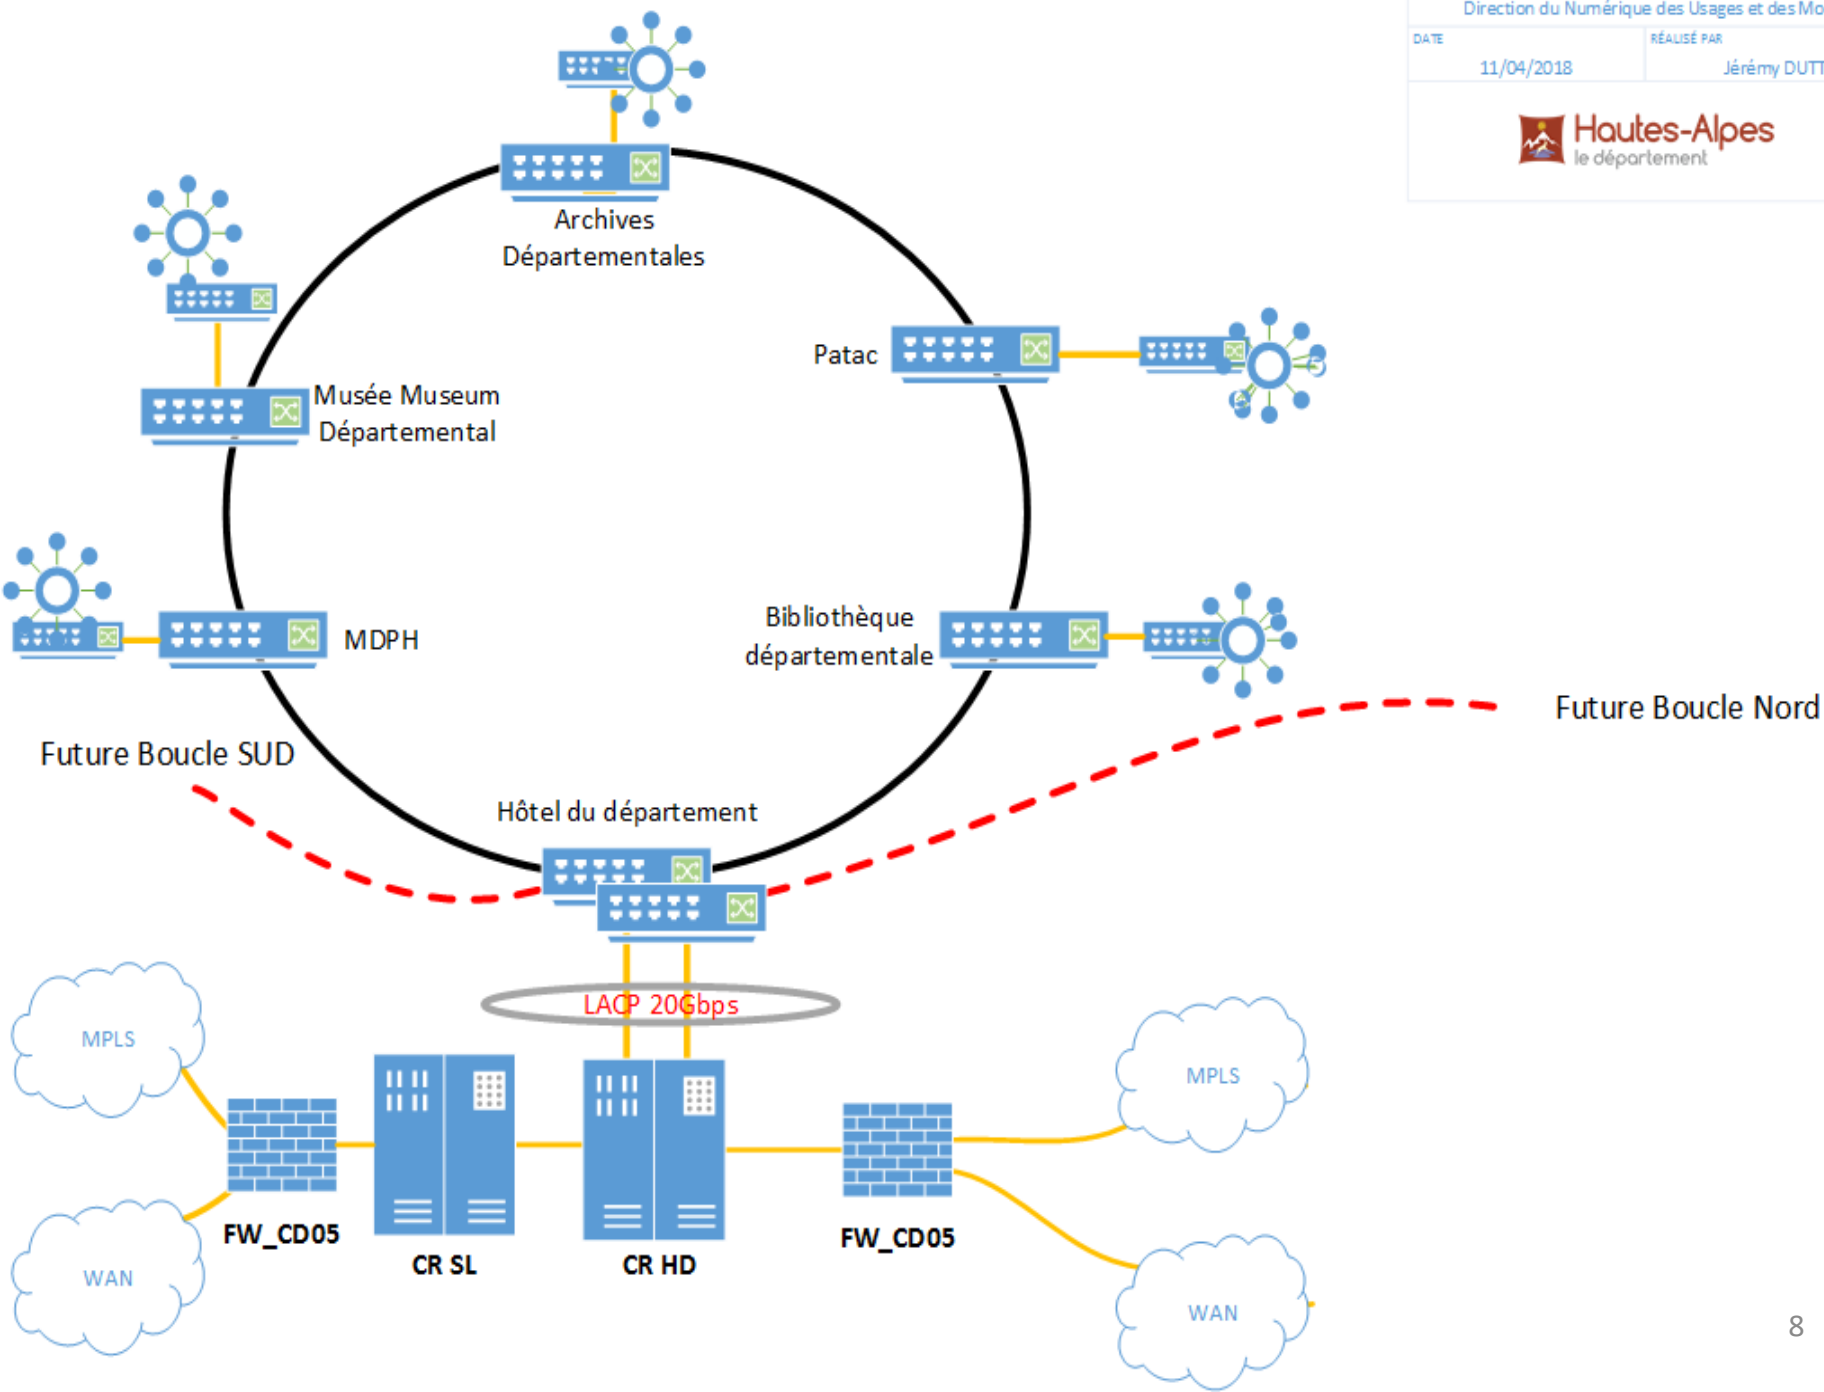 Direction du Numérique des Usages et des
DATE
RÉALISÉ PAR
11/04/2018
Jérémy
Hautes-Alpes
le département
Archives
Départementales
Patac
Musée Museum
Départemental
Bibliothèque
départementale
MDPH
Future Boucle Nord
Future Boucle SUD
Hôtel du département
LACP 20Gbps
MPLS
MPLS
FW_CD05
FW_CD05
CR SL
CR HD
WAN
WAN
8